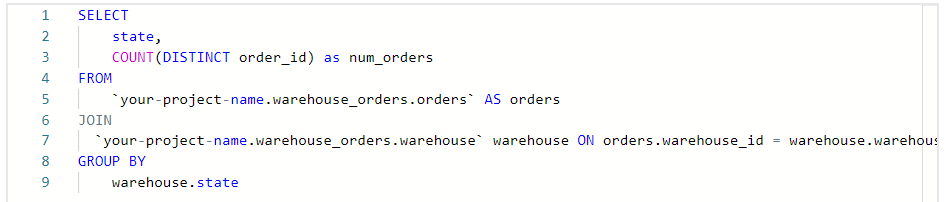 1 SELECT
2 state,
3 COUNT(DISTINCT order_id) as num_orders
4 FROM
5 `your-project-name.warehouse_orders.orders` AS orders
6 JOIN
7 `your-project-name.warehouse_orders.warehouse` warehouse ON orders.warehouse_id = warehouse.warehous
8 GROUP BY
9 warehouse.state